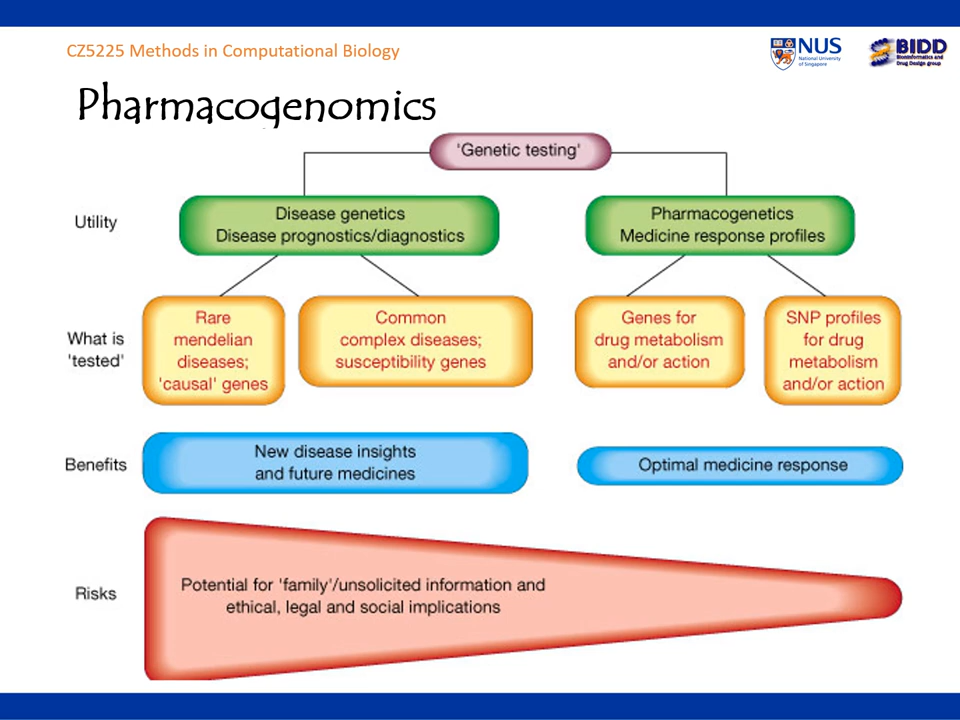 CZ5225 Methods in Computational Biology
NUS
National University
of Singapore
BIDD
Bioinformatics and
Drug Design group
Pharmacogenomics
'Genetic testing'
Utility
Disease genetics
Disease prognostics/diagnostics
Pharmacogenetics
Medicine response profiles
What is
'tested'
Rare
mendelian
diseases;
'causal' genes
Common
complex diseases;
susceptibility genes
Genes for
drug metabolism
and/or action
SNP profiles
for drug
metabolism
and/or action
Benefits
New disease insights
and future medicines
Optimal medicine response
Risks
Potential for 'family'/unsolicited information and
ethical, legal and social implications